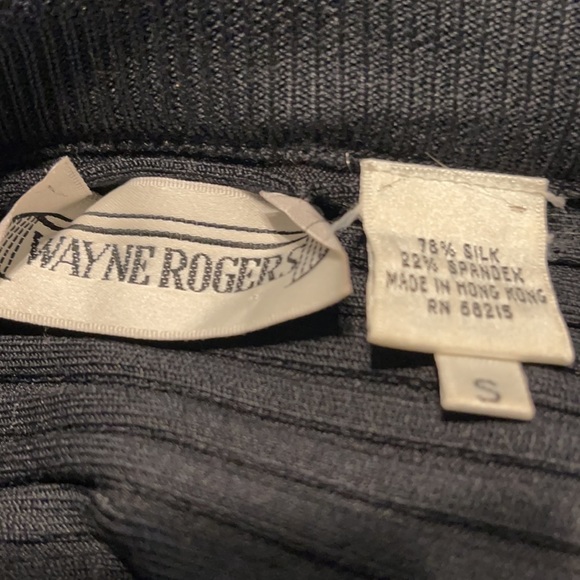 WAYNE ROGERS
78% SILK
22% SPANDEX
MADE IN HONG KONG
RN 68215
S